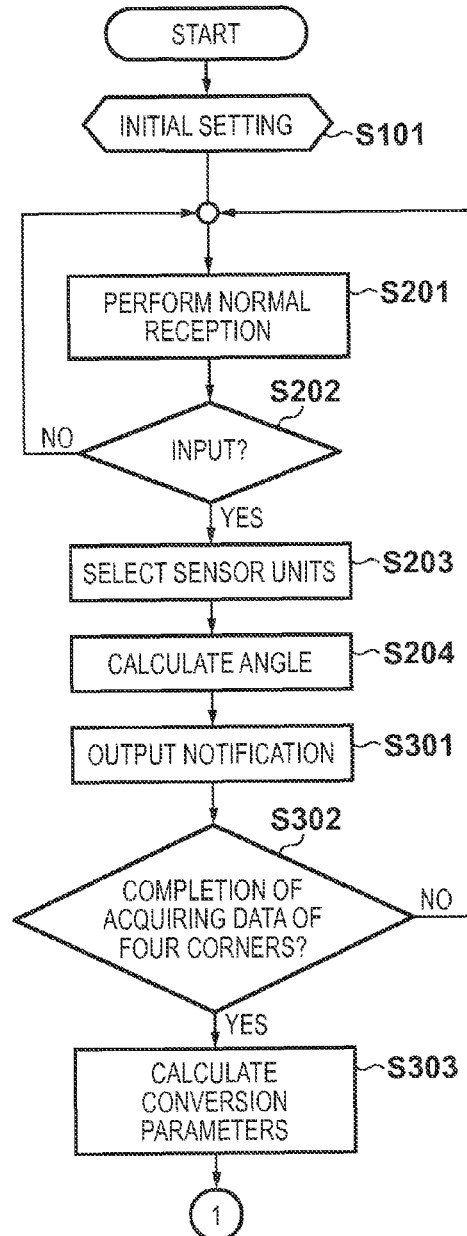 START
INITIAL SETTING
S101
PERFORM NORMAL
RECEPTION
S201
S202
NO
INPUT?
YES
SELECT SENSOR UNITS
S203
CALCULATE ANGLE
S204
OUTPUT NOTIFICATION
S301
S302
COMPLETION OF
ACQUIRING DATA OF
FOUR CORNERS?
NO
YES
CALCULATE
CONVERSION
PARAMETERS
S303
1